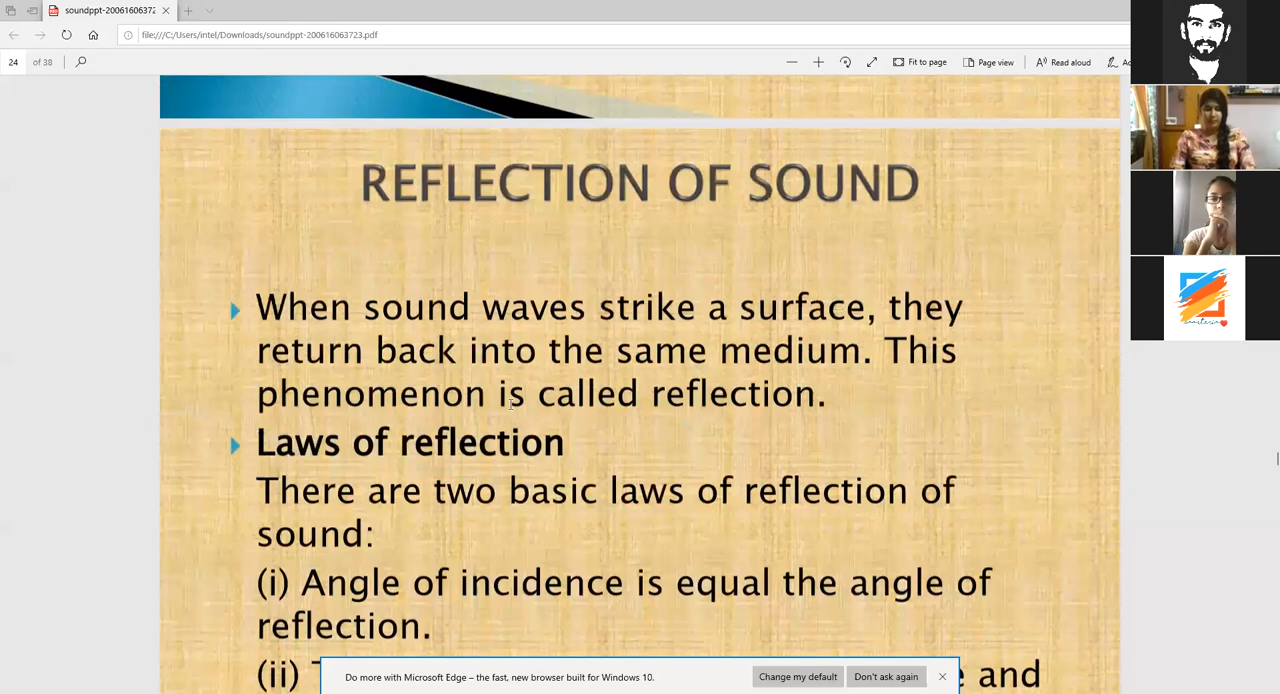 soundppt-2006160637
file:///C:/Users/intel/Downloads/soundppt-200616063723.pdf
24 of 38
Fit to page
Page view
Read aloud
REFLECTION OF SOUND
When sound waves strike a surface, they
return back into the same medium. This
phenomenon is called reflection.
Laws of reflection
There are two basic laws of reflection of
sound:
(i) Angle of incidence is equal the angle of
reflection.
(ii)
and
Do more with Microsoft Edge – the fast, new browser built for Windows 10.
Change my default
Don't ask again